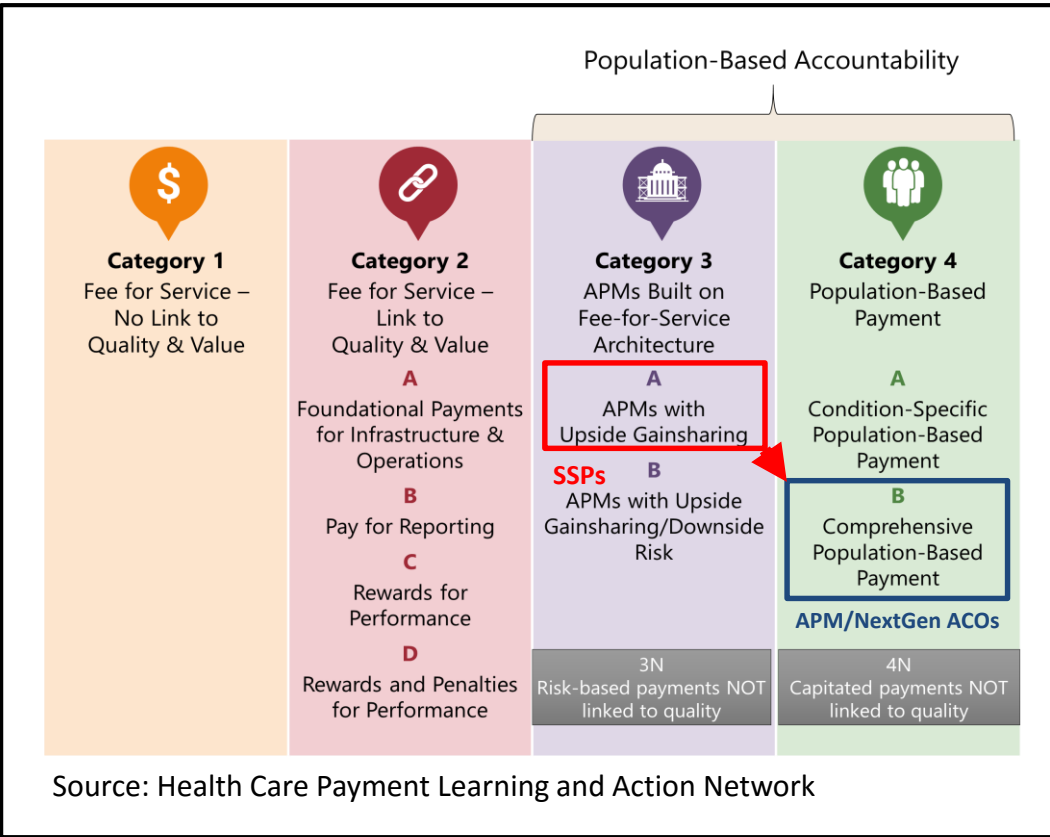 Population-Based Accountability
$
Category 1
Fee for Service –
No Link to
Quality & Value
Category 2
Fee for Service –
Link to
Quality & Value
A
Foundational Payments
for Infrastructure &
Operations
B
Pay for Reporting
C
Rewards for
Performance
D
Rewards and Penalties
for Performance
Category 3
APMs Built on
Fee-for-Service
Architecture
A
APMs with
Upside Gainsharing
SSPs
B
APMs with Upside
Gainsharing/Downside
Risk
3N
Risk-based payments NOT
linked to quality
Category 4
Population-Based
Payment
A
Condition-Specific
Population-Based
Payment
B
Comprehensive
Population-Based
Payment
APM/NextGen ACOs
4N
Capitated payments NOT
linked to quality
Source: Health Care Payment Learning and Action Network